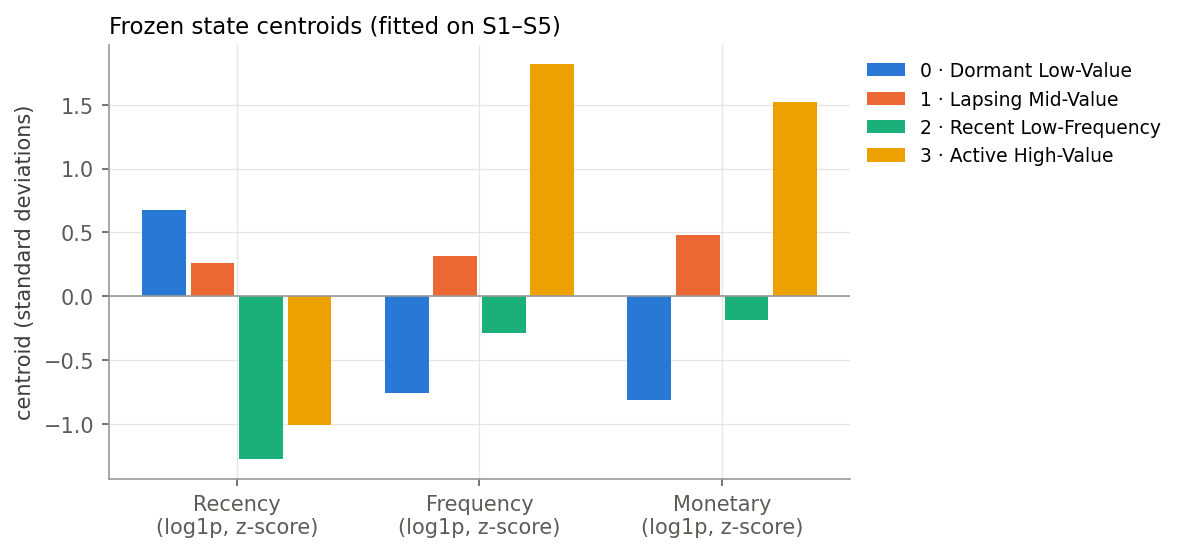 Frozen state centroids (fitted on S1–S5)
centroid (standard deviations)
1.5
1.0
0.5
0.0
−0.5
−1.0
Recency
(log1p, z-score)
Frequency
(log1p, z-score)
Monetary
(log1p, z-score)
0 · Dormant Low-Value
1 · Lapsing Mid-Value
2 · Recent Low-Frequency
3 · Active High-Value